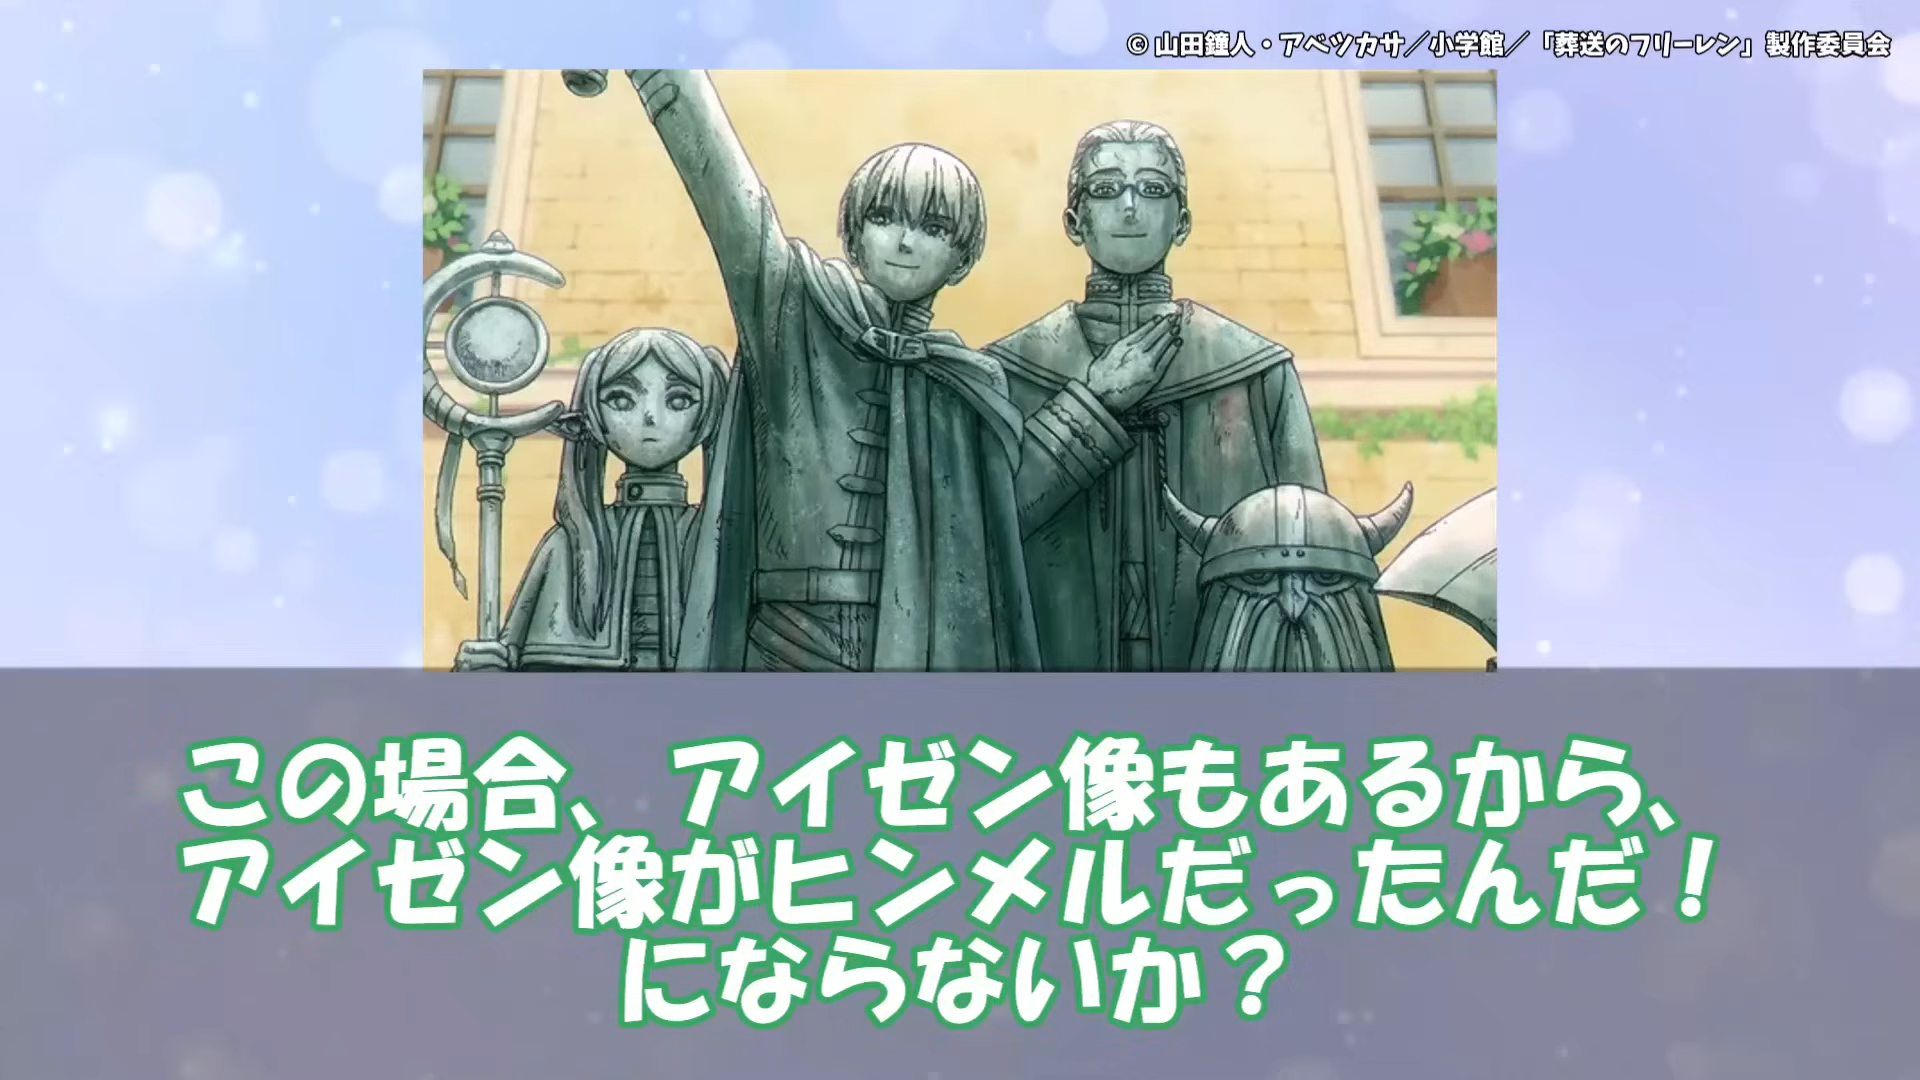 © 山田鐘人・アベツカサ／小学館／「葬送のフリーレン」製作委員会
この場合、アイゼン像もあるから、
アイゼン像がヒンメルだったんだ！
にならないか？